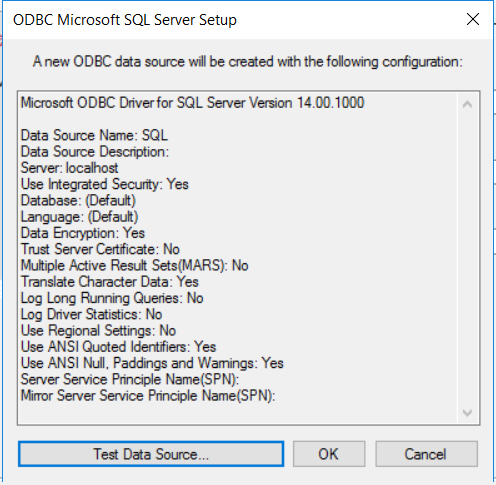 ODBC Microsoft SQL Server Setup
A new ODBC data source will be created with the following configuration:
Microsoft ODBC Driver for SQL Server Version 14.00.1000
Data Source Name: SQL
Data Source Description:
Server: localhost
Use Integrated Security: Yes
Database: (Default)
Language: (Default)
Data Encryption: Yes
Trust Server Certificate: No
Multiple Active Result Sets(MARS): No
Translate Character Data: Yes
Log Long Running Queries: No
Log Driver Statistics: No
Use Regional Settings: No
Use ANSI Quoted Identifiers: Yes
Use ANSI Null, Paddings and Warnings: Yes
Server Service Principle Name(SPN):
Mirror Server Service Principle Name(SPN):
Test Data Source... OK Cancel